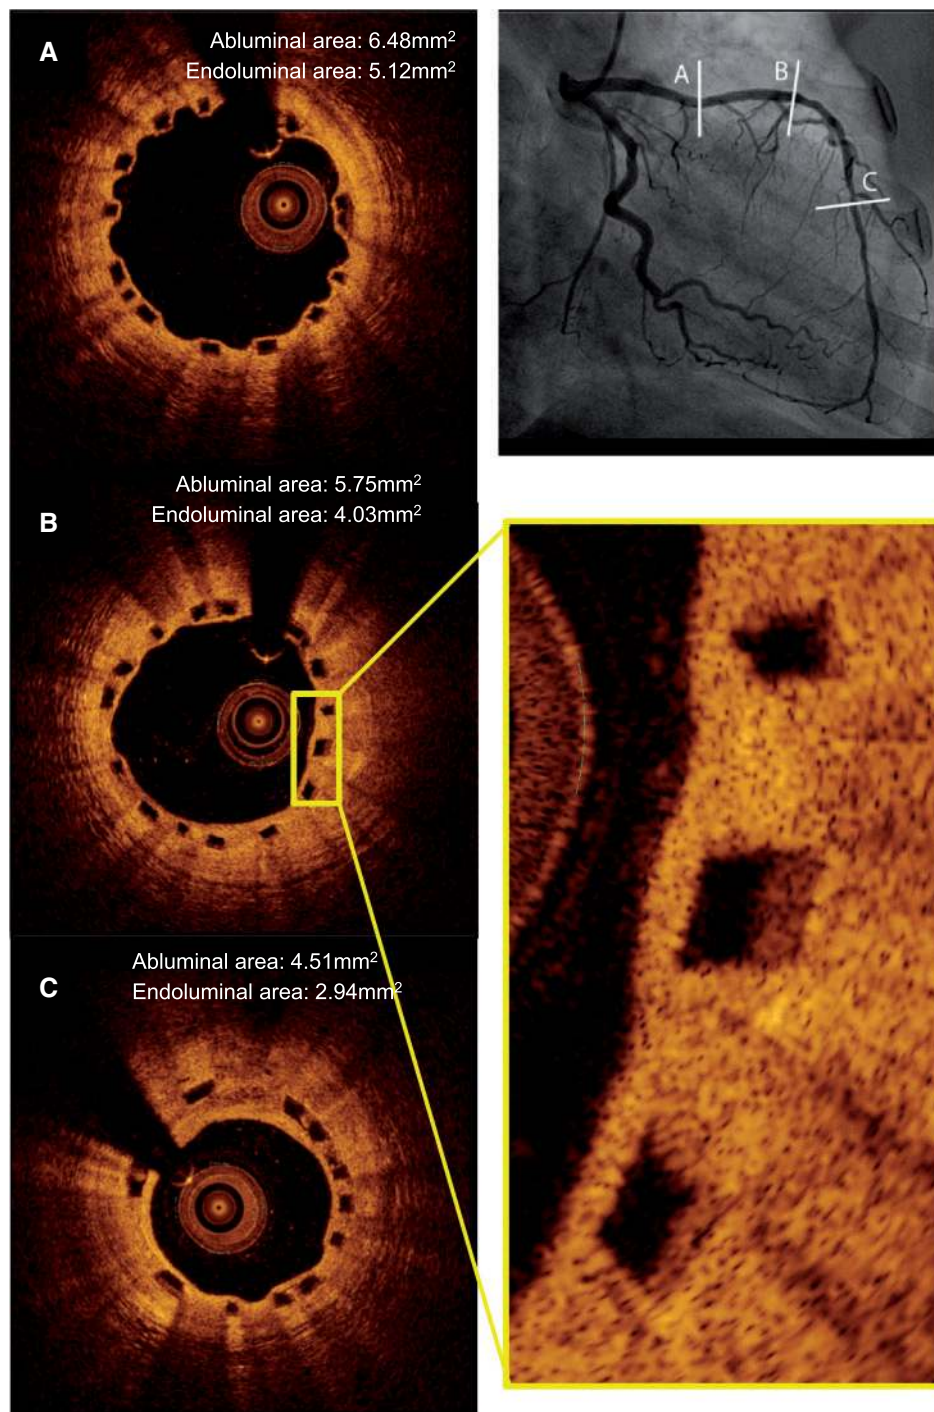 A
Abluminal area: 6.48mm²
Endoluminal area: 5.12mm²
A
B
C
B
Abluminal area: 5.75mm²
Endoluminal area: 4.03mm²
C
Abluminal area: 4.51mm²
Endoluminal area: 2.94mm²